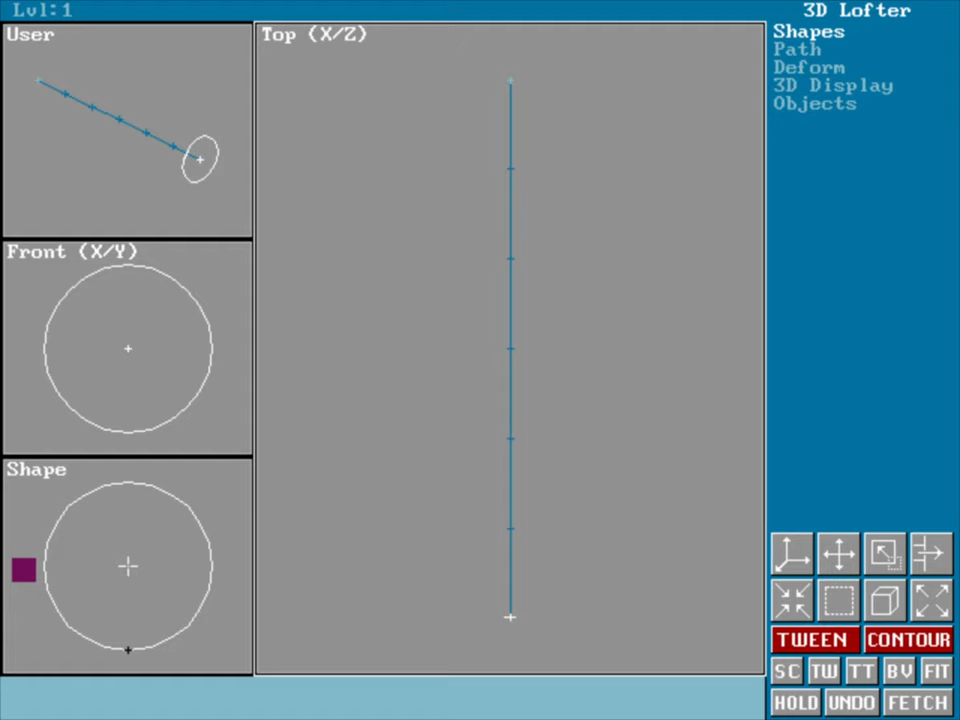 Lvl:1
3D Lofter
User
Top (X/Z)
Shapes
Path
Deform
3D Display
Objects
Front (X/Y)
Shape
TWEEN CONTOUR
SC TW TT BV FIT
HOLD UNDO FETCH